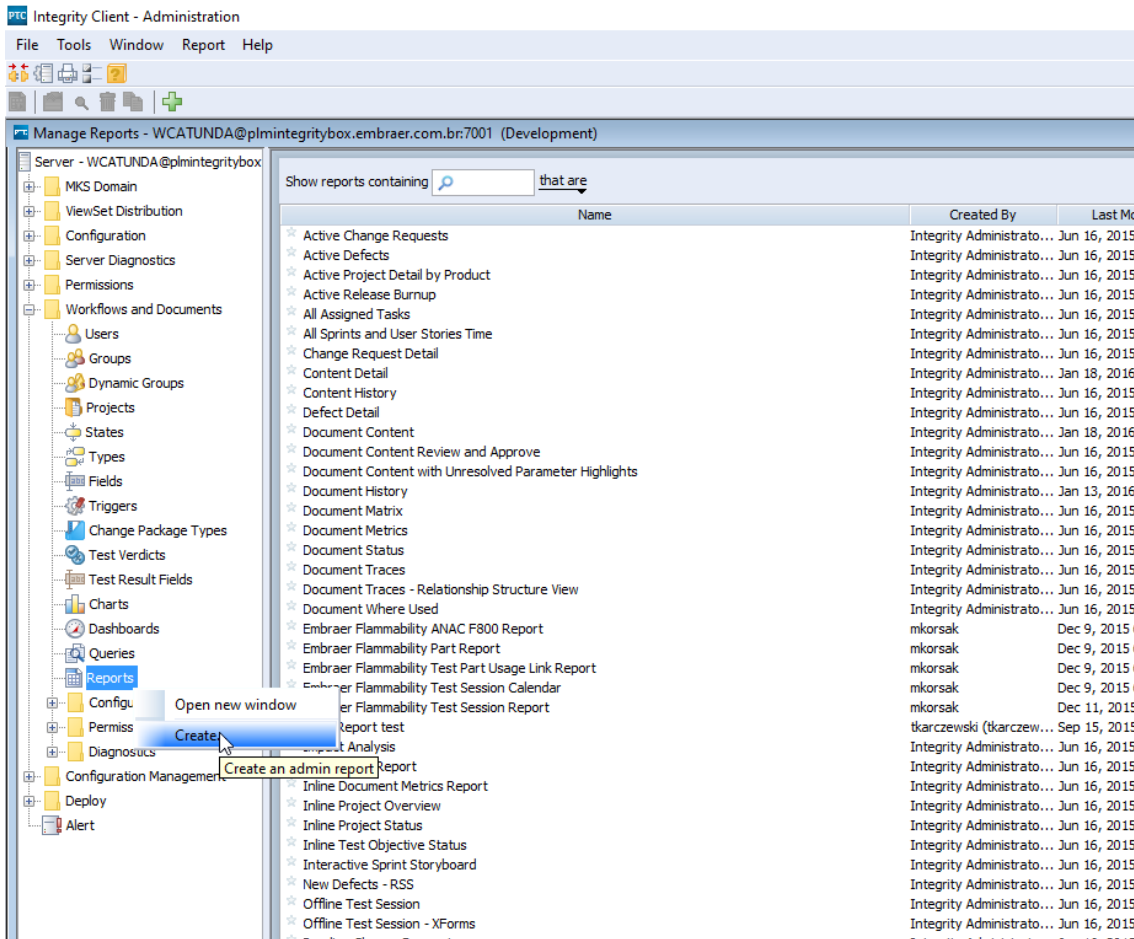 PTC Integrity Client - Administration
File Tools Window Report Help
PTC Manage Reports - WCATUNDA@plmintegritybox.embraer.com.br:7001 (Development)
Server - WCATUNDA@plmintegritybox
MKS Domain
ViewSet Distribution
Configuration
Server Diagnostics
Permissions
Workflows and Documents
Users
Groups
Dynamic Groups
Projects
States
Types
Fields
Triggers
Change Package Types
Test Verdicts
Test Result Fields
Charts
Dashboards
Queries
Reports
Configu
Permiss
Diagnostics
Configuration Management
Deploy
Alert
Open new window
Create
Create an admin report
Show reports containing that are
Name Created By Last Mo
Active Change Requests Integrity Administrato... Jun 16, 2015
Active Defects Integrity Administrato... Jun 16, 2015
Active Project Detail by Product Integrity Administrato... Jun 16, 2015
Active Release Burnup Integrity Administrato... Jun 16, 2015
All Assigned Tasks Integrity Administrato... Jun 16, 2015
All Sprints and User Stories Time Integrity Administrato... Jun 16, 2015
Change Request Detail Integrity Administrato... Jun 16, 2015
Content Detail Integrity Administrato... Jan 18, 2016
Content History Integrity Administrato... Jun 16, 2015
Defect Detail Integrity Administrato... Jun 16, 2015
Document Content Integrity Administrato... Jan 18, 2016
Document Content Review and Approve Integrity Administrato... Jun 16, 2015
Document Content with Unresolved Parameter Highlights Integrity Administrato... Jun 16, 2015
Document History Integrity Administrato... Jan 13, 2016
Document Matrix Integrity Administrato... Jun 16, 2015
Document Metrics Integrity Administrato... Jun 16, 2015
Document Status Integrity Administrato... Jun 16, 2015
Document Traces Integrity Administrato... Jun 16, 2015
Document Traces - Relationship Structure View Integrity Administrato... Jun 16, 2015
Document Where Used Integrity Administrato... Jun 16, 2015
Embraer Flammability ANAC F800 Report mkorsak Dec 9, 2015
Embraer Flammability Part Report mkorsak Dec 9, 2015
Embraer Flammability Test Part Usage Link Report mkorsak Dec 9, 2015
Embraer Flammability Test Session Calendar mkorsak Dec 9, 2015
er Flammability Test Session Report mkorsak Dec 11, 2015
Report test tkarczewski (tkarczew... Sep 15, 2015
Impact Analysis Integrity Administrato... Jun 16, 2015
Report Integrity Administrato... Jun 16, 2015
Inline Document Metrics Report Integrity Administrato... Jun 16, 2015
Inline Project Overview Integrity Administrato... Jun 16, 2015
Inline Project Status Integrity Administrato... Jun 16, 2015
Inline Test Objective Status Integrity Administrato... Jun 16, 2015
Interactive Sprint Storyboard Integrity Administrato... Jun 16, 2015
New Defects - RSS Integrity Administrato... Jun 16, 2015
Offline Test Session Integrity Administrato... Jun 16, 2015
Offline Test Session - XForms Integrity Administrato... Jun 16, 2015